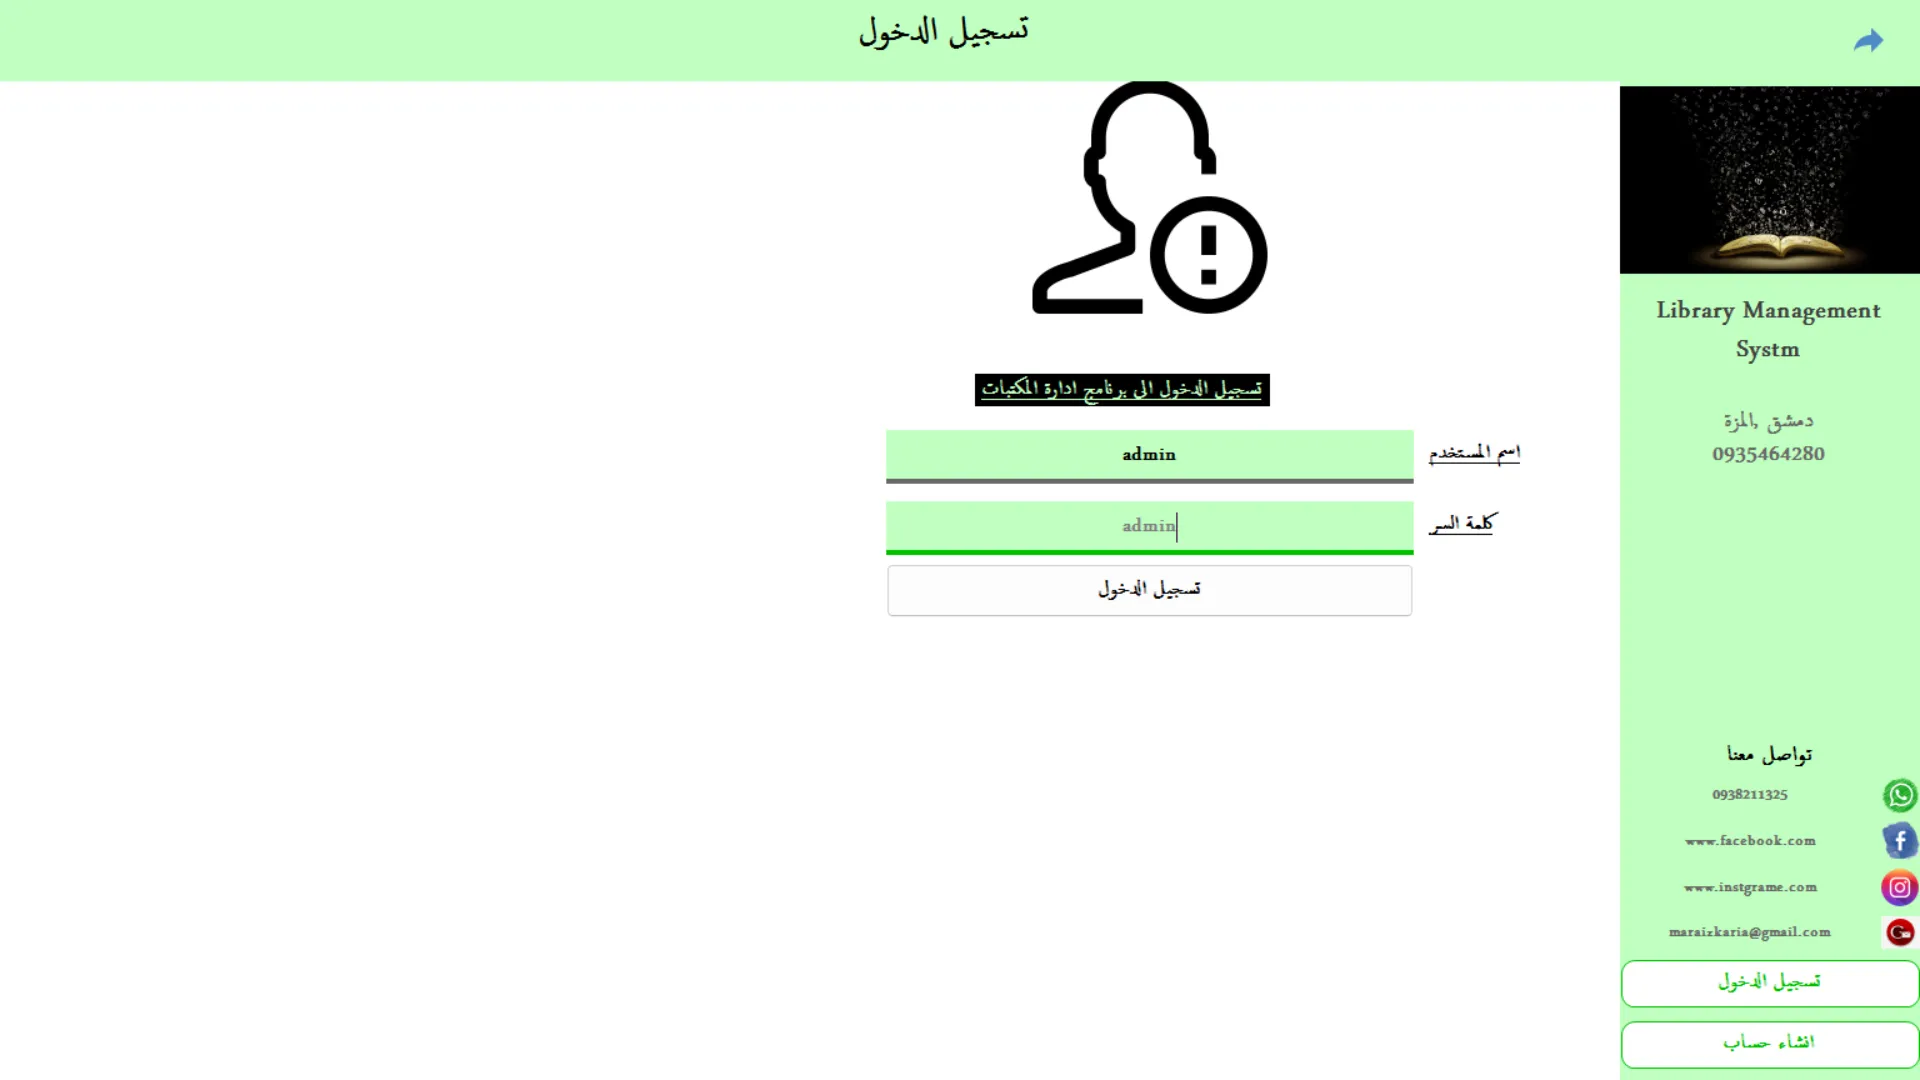 تسجيل الدخول
Library Management
Systm
دمشق ,المزة
0935464280
تسجيل الدخول الى برنامج ادارة المكتبات
اسم المستخدم
admin
كلمة السر
admin
تسجيل الدخول
تواصل معنا
0938211325
www.facebook.com
www.instgrame.com
maraizkaria@gmail.com
تسجيل الدخول
انشاء حساب